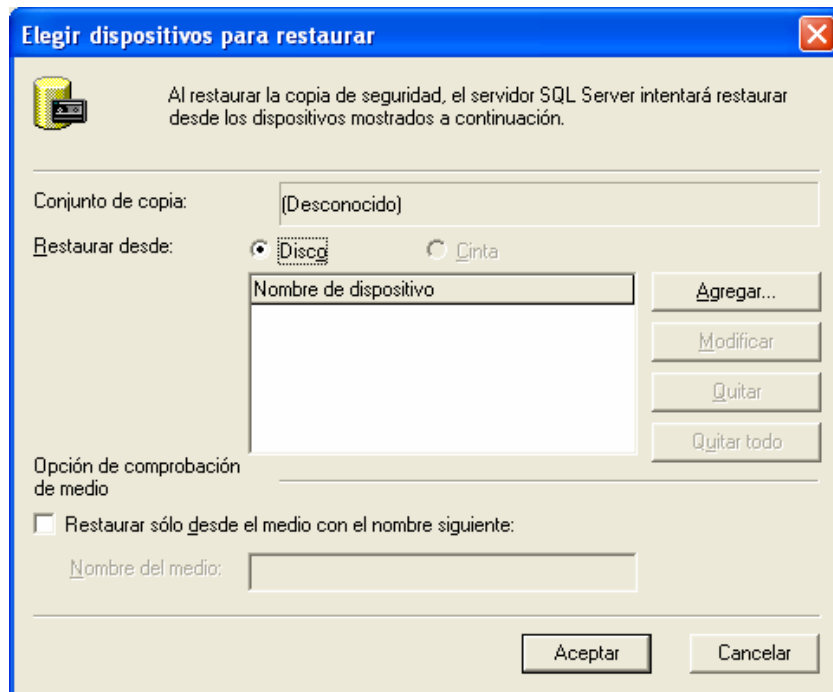 Elegir dispositivos para restaurar
Al restaurar la copia de seguridad, el servidor SQL Server intentará restaurar
desde los dispositivos mostrados a continuación.
Conjunto de copia:
(Desconocido)
Restaurar desde:
Disco
Cinta
Nombre de dispositivo
Agregar...
Modificar
Quitar
Quitar todo
Opción de comprobación
de medio
Restaurar sólo desde el medio con el nombre siguiente:
Nombre del medio:
Aceptar
Cancelar